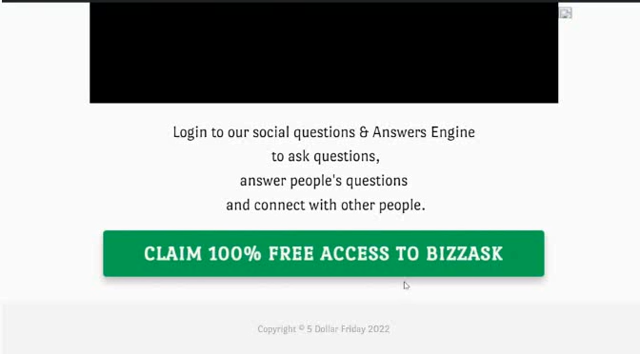 Login to our social questions & Answers Engine
to ask questions,
answer people's questions
and connect with other people.
CLAIM 100% FREE ACCESS TO BIZZASK
Copyright © 5 Dollar Friday 2022